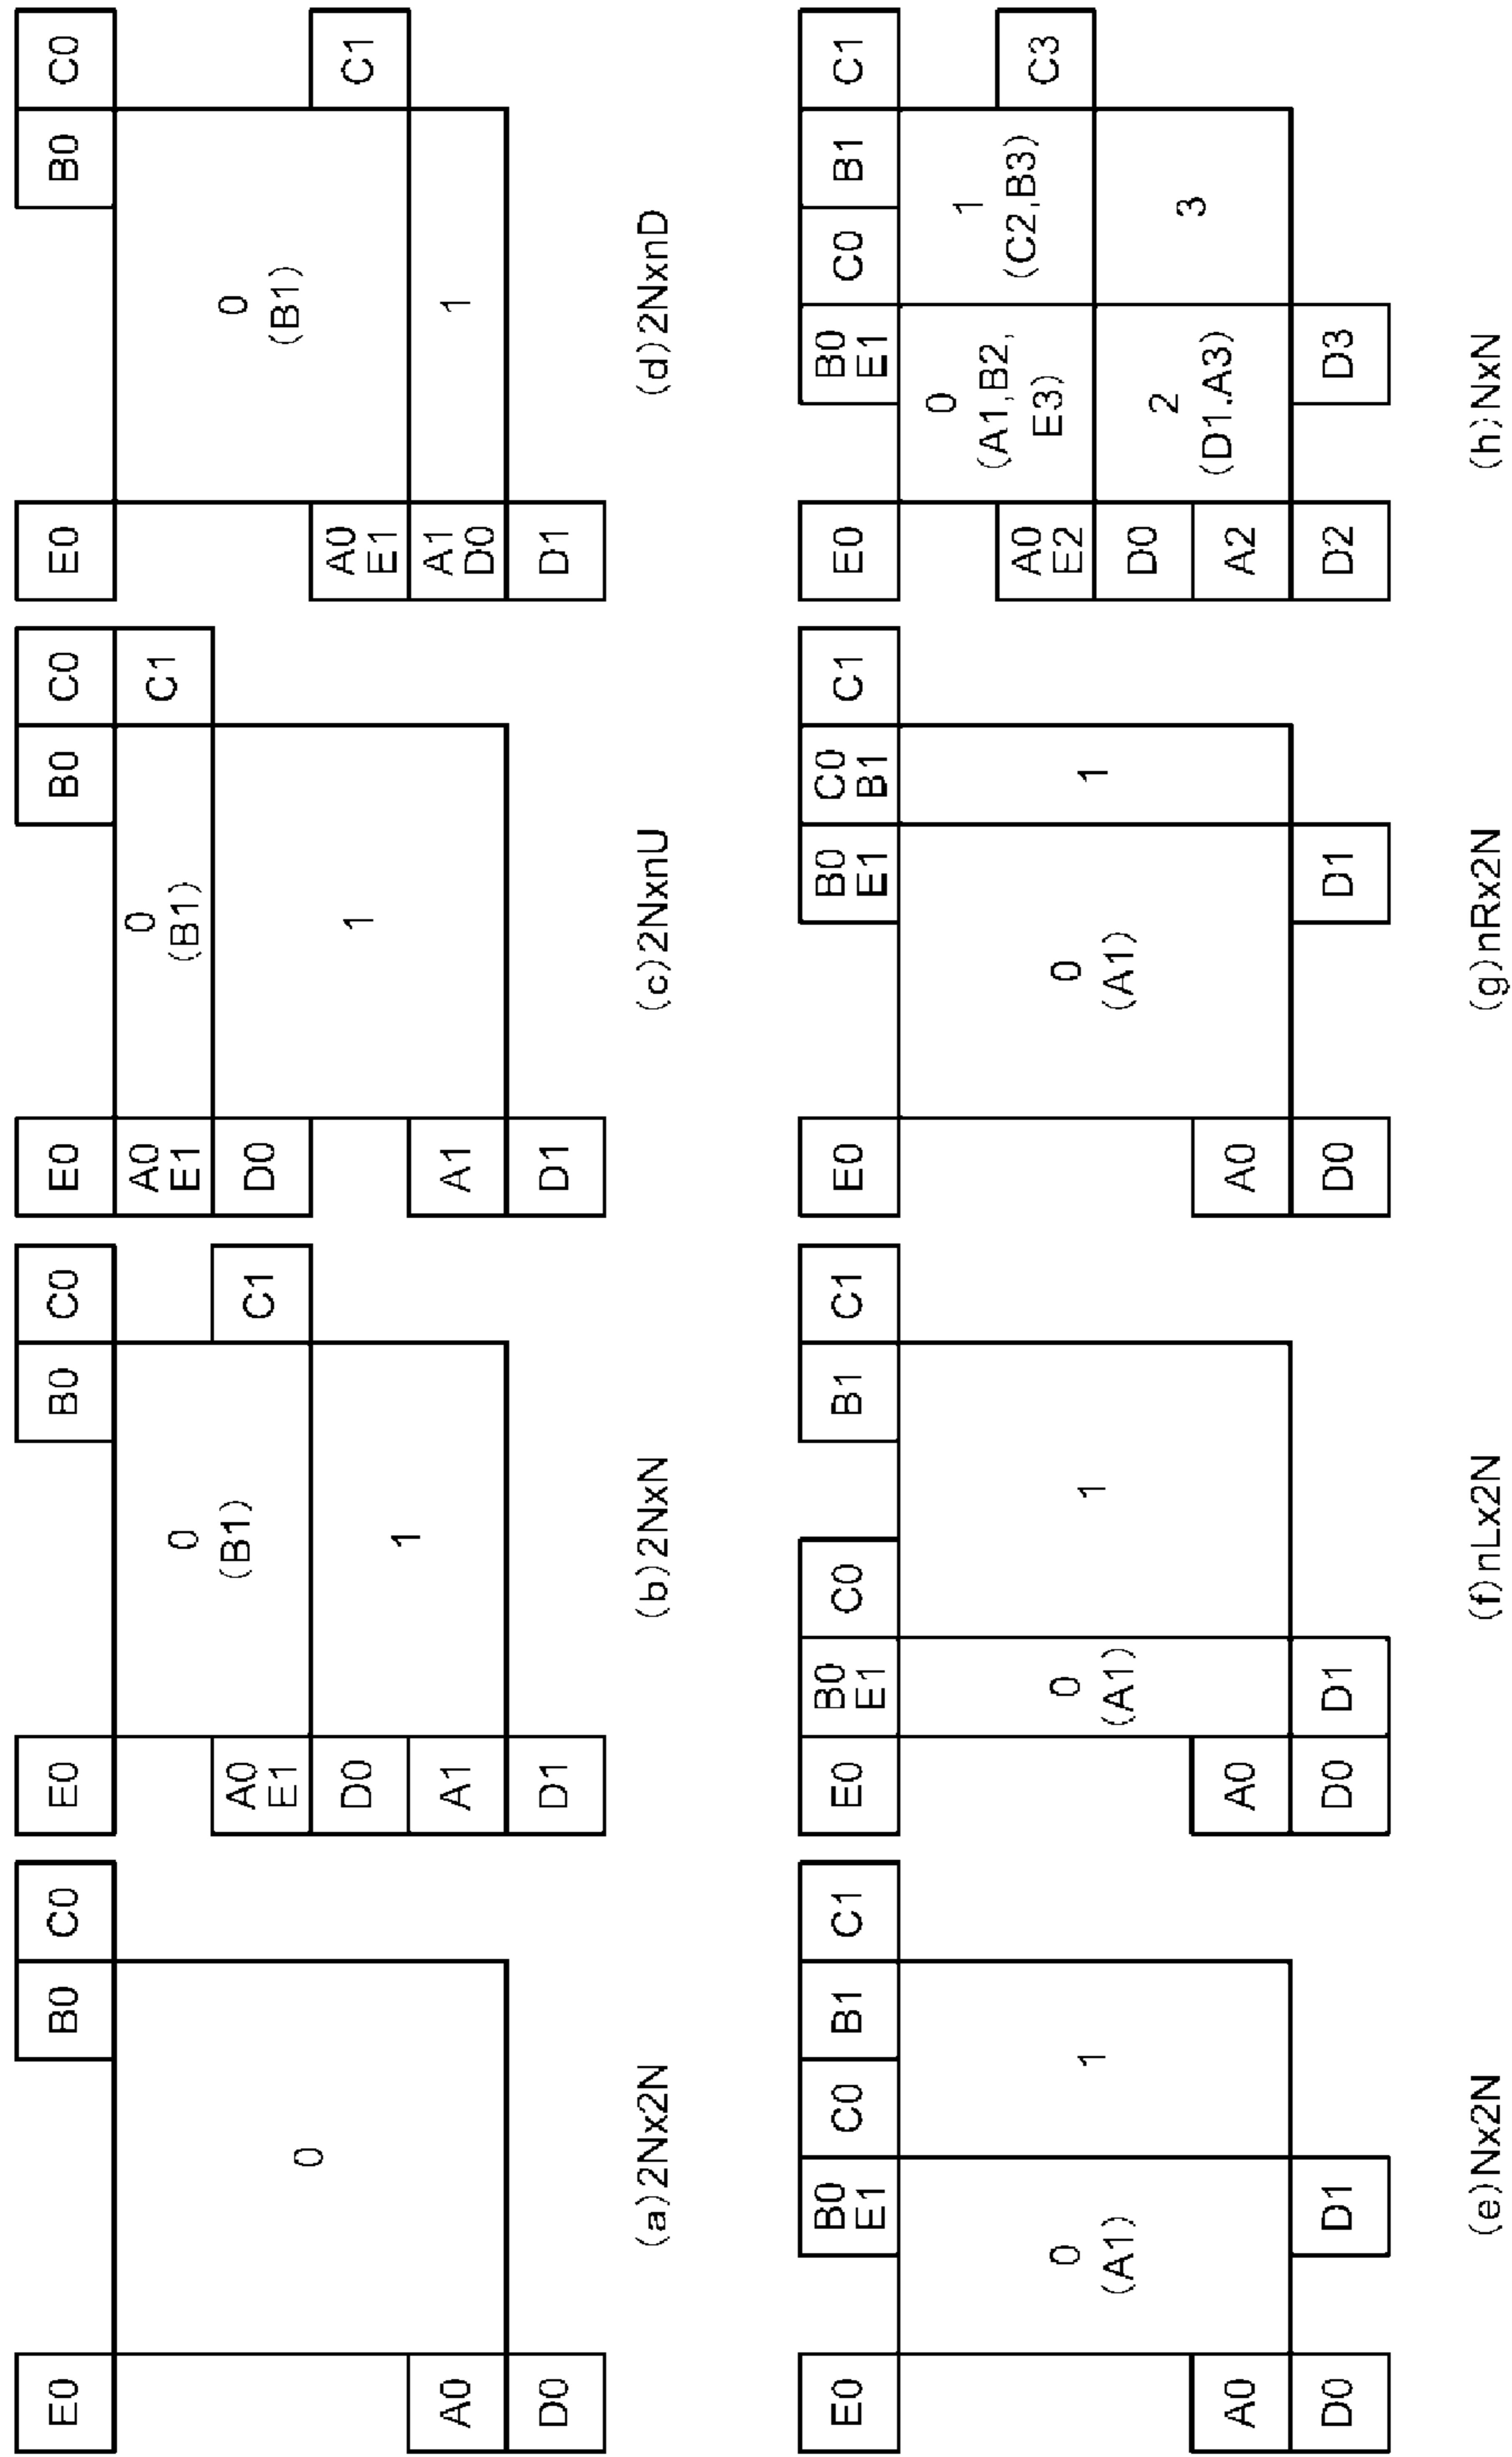 E0
B0
C0
0
A0
D0
(a)2Nx2N
E0
B0
C0
0
(B1)
A0
E1
C1
D0
1
A1
D1
(b)2NxN
E0
B0
C0
A0
E1
0
(B1)
C1
D0
1
A1
D1
(c)2NxnU
E0
B0
C0
0
(B1)
A0
E1
C1
A1
D0
1
D1
(d)2NxnD
E0
B0
E1
C0
B1
C1
0
(A1)
1
A0
D0
D1
(e)Nx2N
E0
B0
E1
C0
B1
C1
0
(A1)
1
A0
D0
D1
(f)nLx2N
E0
B0
E1
C0
B1
C1
0
(A1)
1
A0
D0
D1
(g)nRx2N
E0
B0
E1
C0
B1
C1
0
(A1,B2,
E3)
1
(C2,B3)
A0
E2
C3
D0
2
(D1.A3)
3
A2
D2
D3
(h)NxN